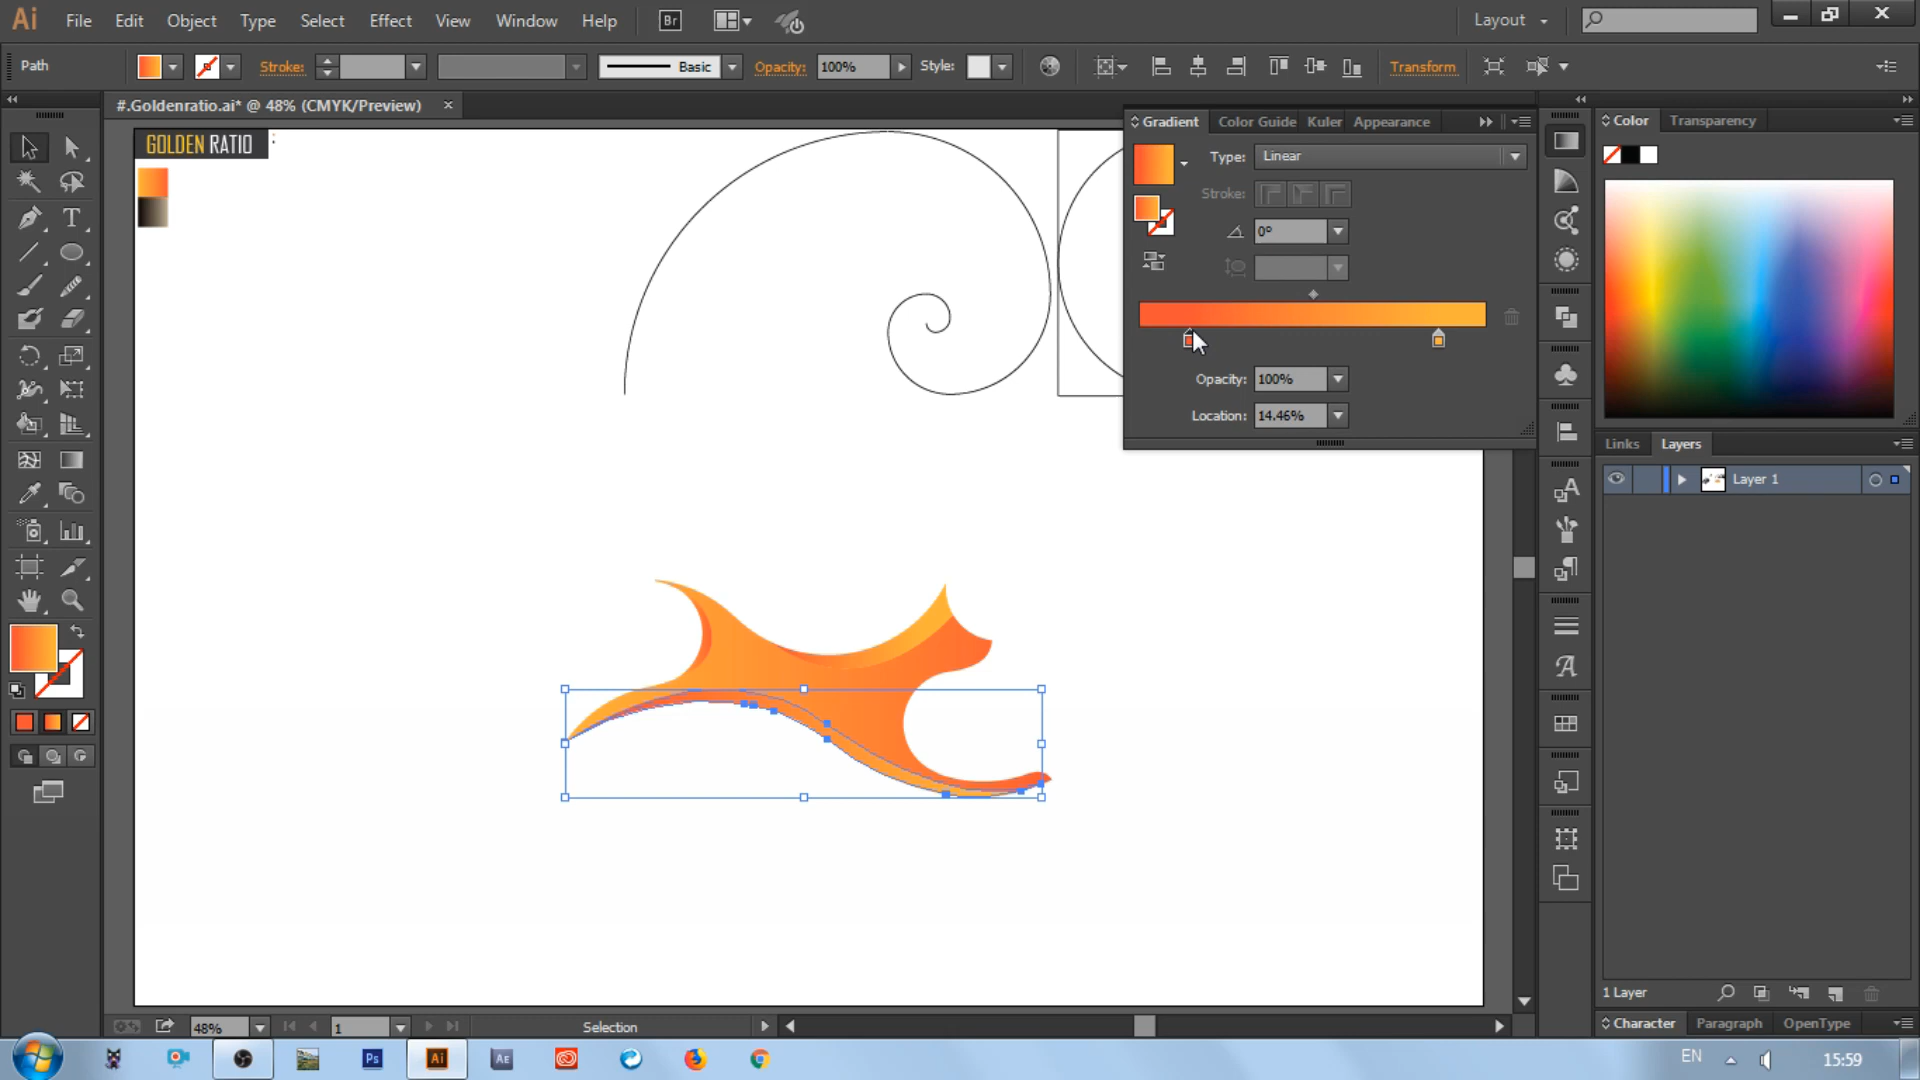 Ai File Edit Object Type Select Effect View Window Help Br Layout
Path Stroke: Basic Opacity: 100% Style: Transform
#.Goldenratio.ai* @ 48% (CMYK/Preview)
GOLDEN RATIO :
Gradient Color Guide Kuler Appearance
Type: Linear
Stroke:
0°
Opacity: 100%
Location: 14.46%
Color Transparency
Links Layers
Layer 1
1 Layer
Character Paragraph OpenType
48% 1 Selection
Ps Ai AE EN 15:59